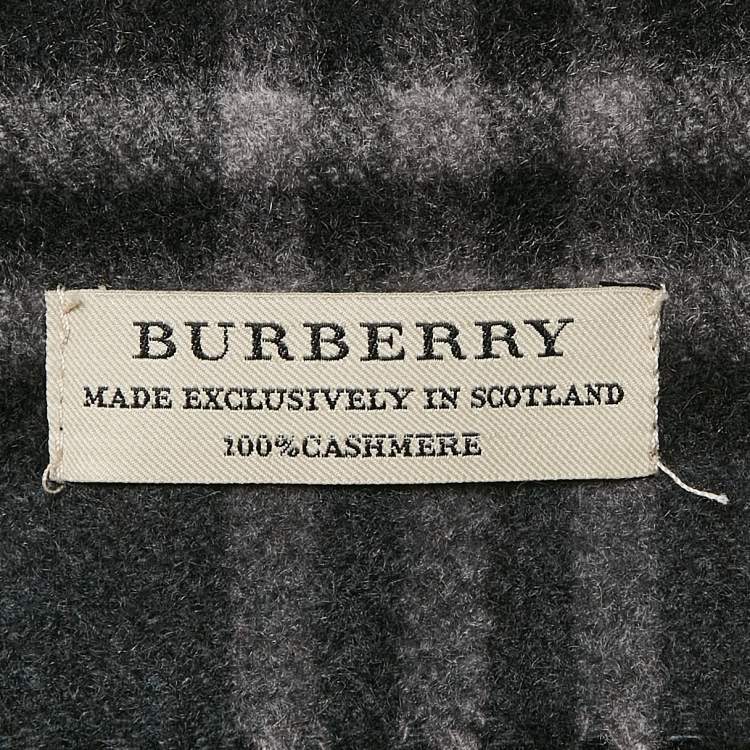 BURBERRY
MADE EXCLUSIVELY IN SCOTLAND
100%CASHMERE